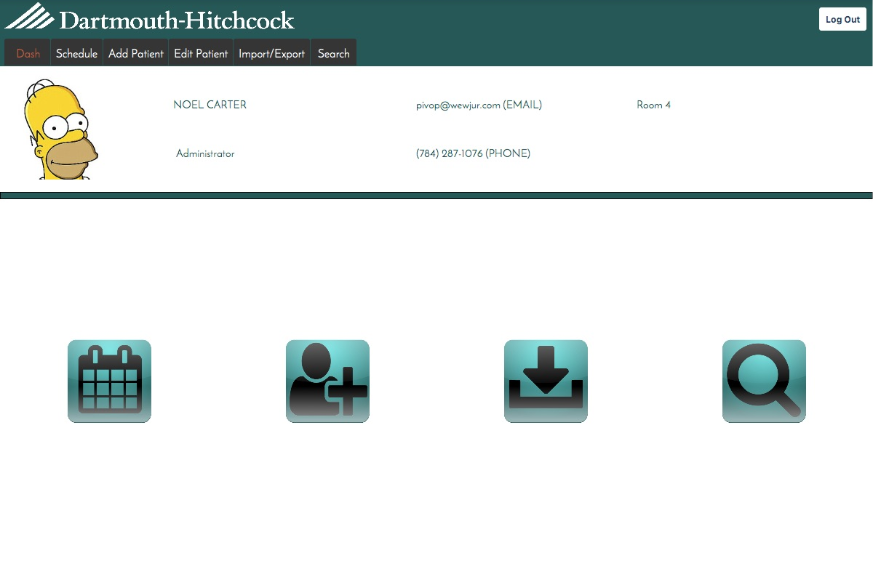 Dartmouth-Hitchcock
Log Out
Dash Schedule Add Patient Edit Patient Import/Export Search
NOEL CARTER pivop@wewjur.com (EMAIL) Room 4
Administrator (784) 287-1076 (PHONE)